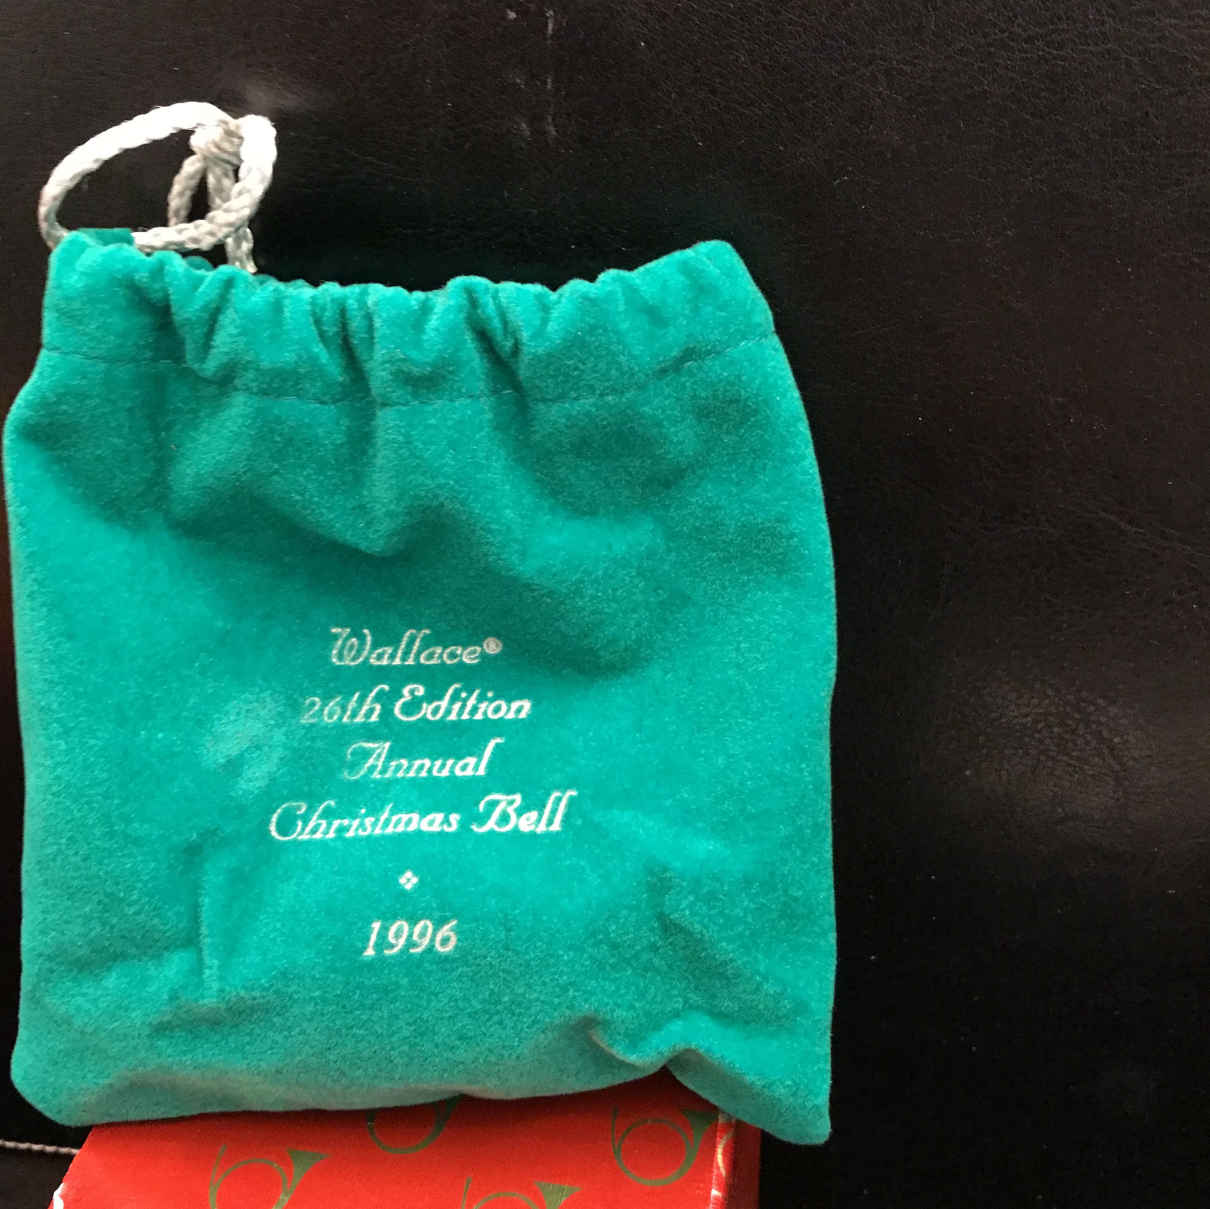 Wallace®
26th Edition
Annual
Christmas Bell
1996